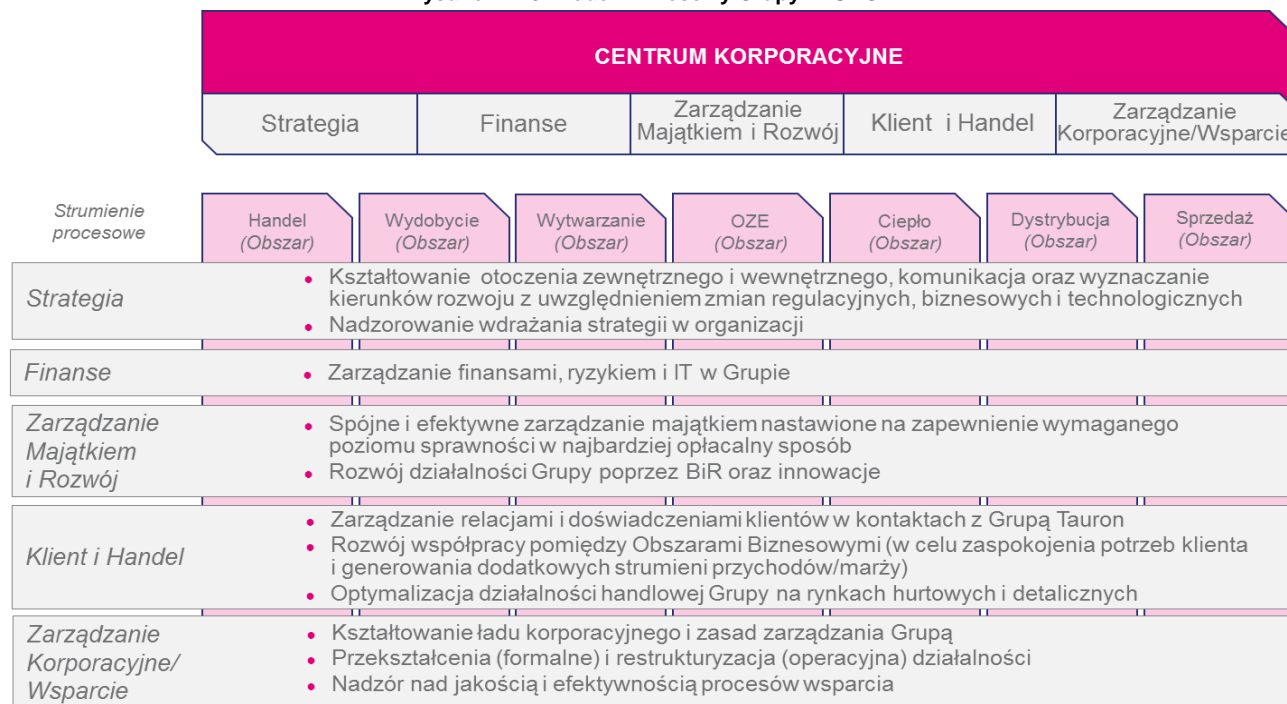 CENTRUM KORPORACYJNE
Strategia
Finanse
Zarządzanie
Majątkiem i Rozwój
Klient i Handel
Zarządzanie
Korporacyjne/Wsparcie
Strumienie
procesowe
Handel
(Obszar)
Wydobycie
(Obszar)
Wytwarzanie
(Obszar)
OZE
(Obszar)
Ciepło
(Obszar)
Dystrybucja
(Obszar)
Sprzedaż
(Obszar)
Strategia
• Kształtowanie otoczenia zewnętrznego i wewnętrznego, komunikacja oraz wyznaczanie
kierunków rozwoju z uwzględnieniem zmian regulacyjnych, biznesowych i technologicznych
• Nadzorowanie wdrażania strategii w organizacji
Finanse
• Zarządzanie finansami, ryzykiem i IT w Grupie
Zarządzanie
Majątkiem
i Rozwój
• Spójne i efektywne zarządzanie majątkiem nastawione na zapewnienie wymaganego
poziomu sprawności w najbardziej opłacalny sposób
• Rozwój działalności Grupy poprzez BiR oraz innowacje
Klient i Handel
• Zarządzanie relacjami i doświadczeniami klientów w kontaktach z Grupą Tauron
• Rozwój współpracy pomiędzy Obszarami Biznesowymi (w celu zaspokojenia potrzeb klienta
i generowania dodatkowych strumieni przychodów/marży)
• Optymalizacja działalności handlowej Grupy na rynkach hurtowych i detalicznych
Zarządzanie
Korporacyjne/
Wsparcie
• Kształtowanie ładu korporacyjnego i zasad zarządzania Grupą
• Przekształcenia (formalne) i restrukturyzacja (operacyjna) działalności
• Nadzór nad jakością i efektywnością procesów wsparcia